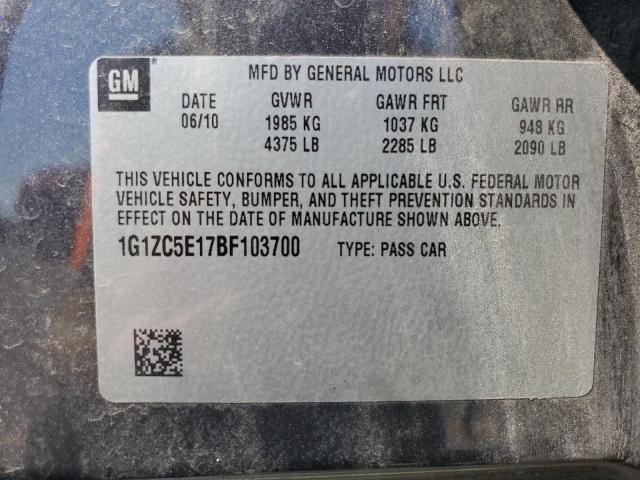 GM
MFD BY GENERAL MOTORS LLC
DATE GVWR GAWR FRT GAWR RR
06/10 1985 KG 1037 KG 948 KG
4375 LB 2285 LB 2090 LB
THIS VEHICLE CONFORMS TO ALL APPLICABLE U.S. FEDERAL MOTOR
VEHICLE SAFETY, BUMPER, AND THEFT PREVENTION STANDARDS IN
EFFECT ON THE DATE OF MANUFACTURE SHOWN ABOVE.
1G1ZC5E17BF103700 TYPE: PASS CAR